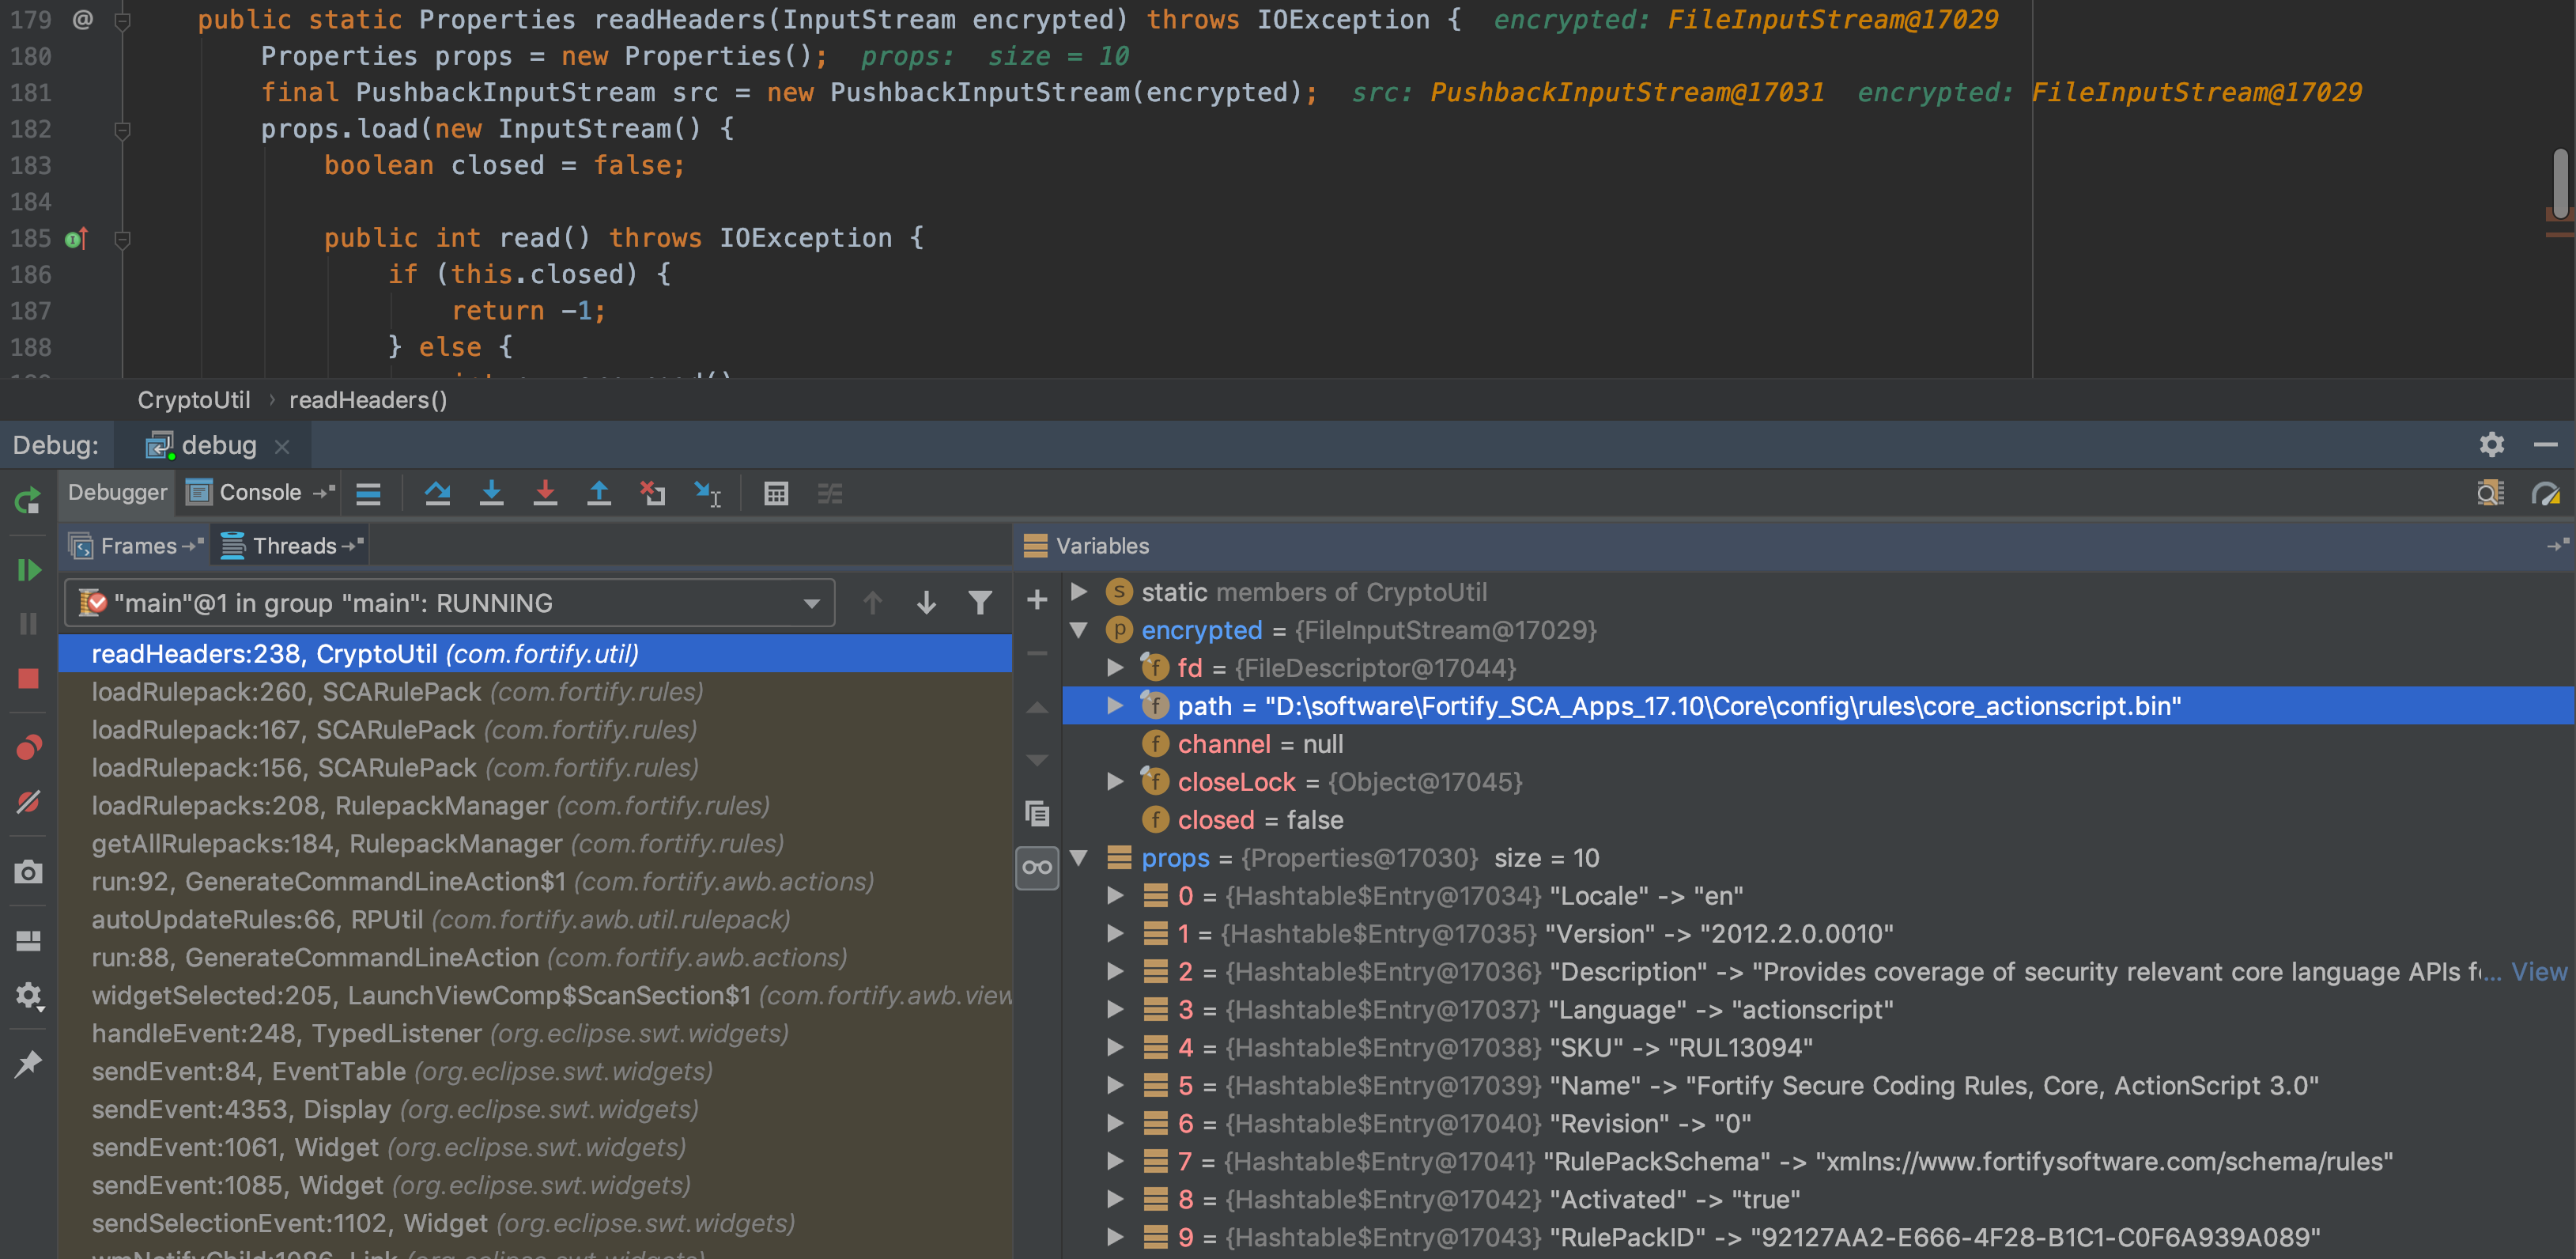 179 @ public static Properties readHeaders(InputStream encrypted) throws IOException { encrypted: FileInputStream@17029
180 Properties props = new Properties(); props: size = 10
181 final PushbackInputStream src = new PushbackInputStream(encrypted); src: PushbackInputStream@17031 encrypted: FileInputStream@17029
182 props.load(new InputStream() {
183 boolean closed = false;
184
185 public int read() throws IOException {
186 if (this.closed) {
187 return -1;
188 } else {
CryptoUtil › readHeaders()
Debug: debug
Debugger Console
Frames Threads
"main"@1 in group "main": RUNNING
readHeaders:238, CryptoUtil (com.fortify.util)
loadRulepack:260, SCARulePack (com.fortify.rules)
loadRulepack:167, SCARulePack (com.fortify.rules)
loadRulepack:156, SCARulePack (com.fortify.rules)
loadRulepacks:208, RulepackManager (com.fortify.rules)
getAllRulepacks:184, RulepackManager (com.fortify.rules)
run:92, GenerateCommandLineAction$1 (com.fortify.awb.actions)
autoUpdateRules:66, RPUtil (com.fortify.awb.util.rulepack)
run:88, GenerateCommandLineAction (com.fortify.awb.actions)
widgetSelected:205, LaunchViewComp$ScanSection$1 (com.fortify.awb.view
handleEvent:248, TypedListener (org.eclipse.swt.widgets)
sendEvent:84, EventTable (org.eclipse.swt.widgets)
sendEvent:4353, Display (org.eclipse.swt.widgets)
sendEvent:1061, Widget (org.eclipse.swt.widgets)
sendEvent:1085, Widget (org.eclipse.swt.widgets)
sendSelectionEvent:1102, Widget (org.eclipse.swt.widgets)
Variables
static members of CryptoUtil
encrypted = {FileInputStream@17029}
fd = {FileDescriptor@17044}
path = "D:\software\Fortify_SCA_Apps_17.10\Core\config\rules\core_actionscript.bin"
channel = null
closeLock = {Object@17045}
closed = false
props = {Properties@17030} size = 10
0 = {Hashtable$Entry@17034} "Locale" -> "en"
1 = {Hashtable$Entry@17035} "Version" -> "2012.2.0.0010"
2 = {Hashtable$Entry@17036} "Description" -> "Provides coverage of security relevant core language APIs f... View
3 = {Hashtable$Entry@17037} "Language" -> "actionscript"
4 = {Hashtable$Entry@17038} "SKU" -> "RUL13094"
5 = {Hashtable$Entry@17039} "Name" -> "Fortify Secure Coding Rules, Core, ActionScript 3.0"
6 = {Hashtable$Entry@17040} "Revision" -> "0"
7 = {Hashtable$Entry@17041} "RulePackSchema" -> "xmlns://www.fortifysoftware.com/schema/rules"
8 = {Hashtable$Entry@17042} "Activated" -> "true"
9 = {Hashtable$Entry@17043} "RulePackID" -> "92127AA2-E666-4F28-B1C1-C0F6A939A089"